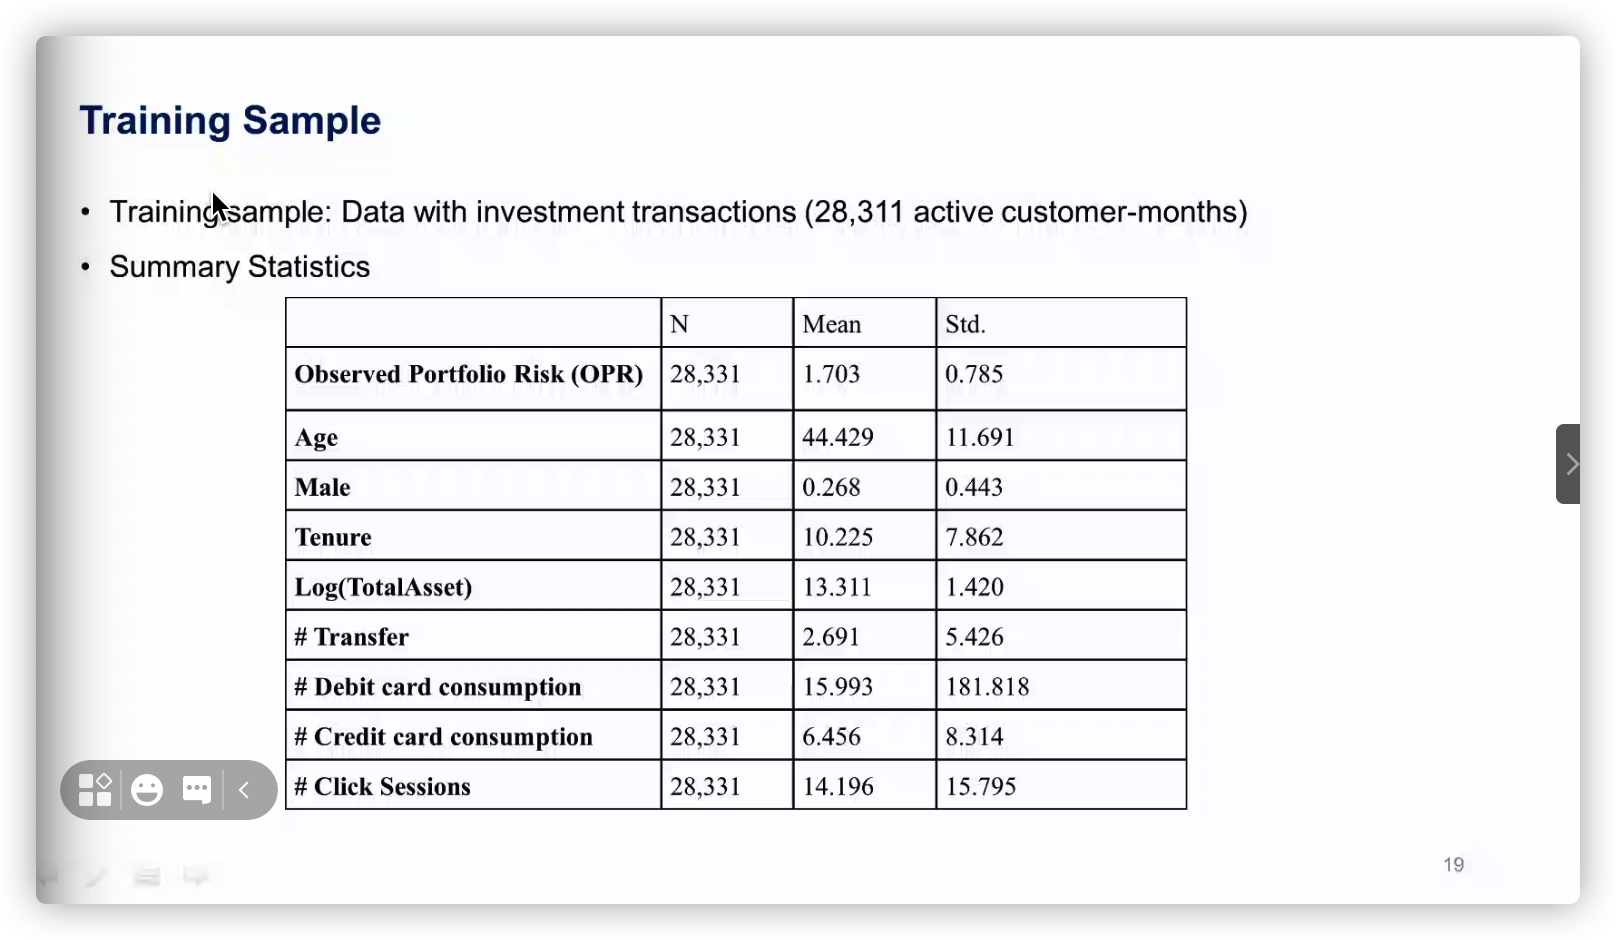 Training Sample
• Training sample: Data with investment transactions (28,311 active customer-months)
• Summary Statistics
N Mean Std.
Observed Portfolio Risk (OPR) 28,331 1.703 0.785
Age 28,331 44.429 11.691
Male 28,331 0.268 0.443
Tenure 28,331 10.225 7.862
Log(TotalAsset) 28,331 13.311 1.420
# Transfer 28,331 2.691 5.426
# Debit card consumption 28,331 15.993 181.818
# Credit card consumption 28,331 6.456 8.314
# Click Sessions 28,331 14.196 15.795
19